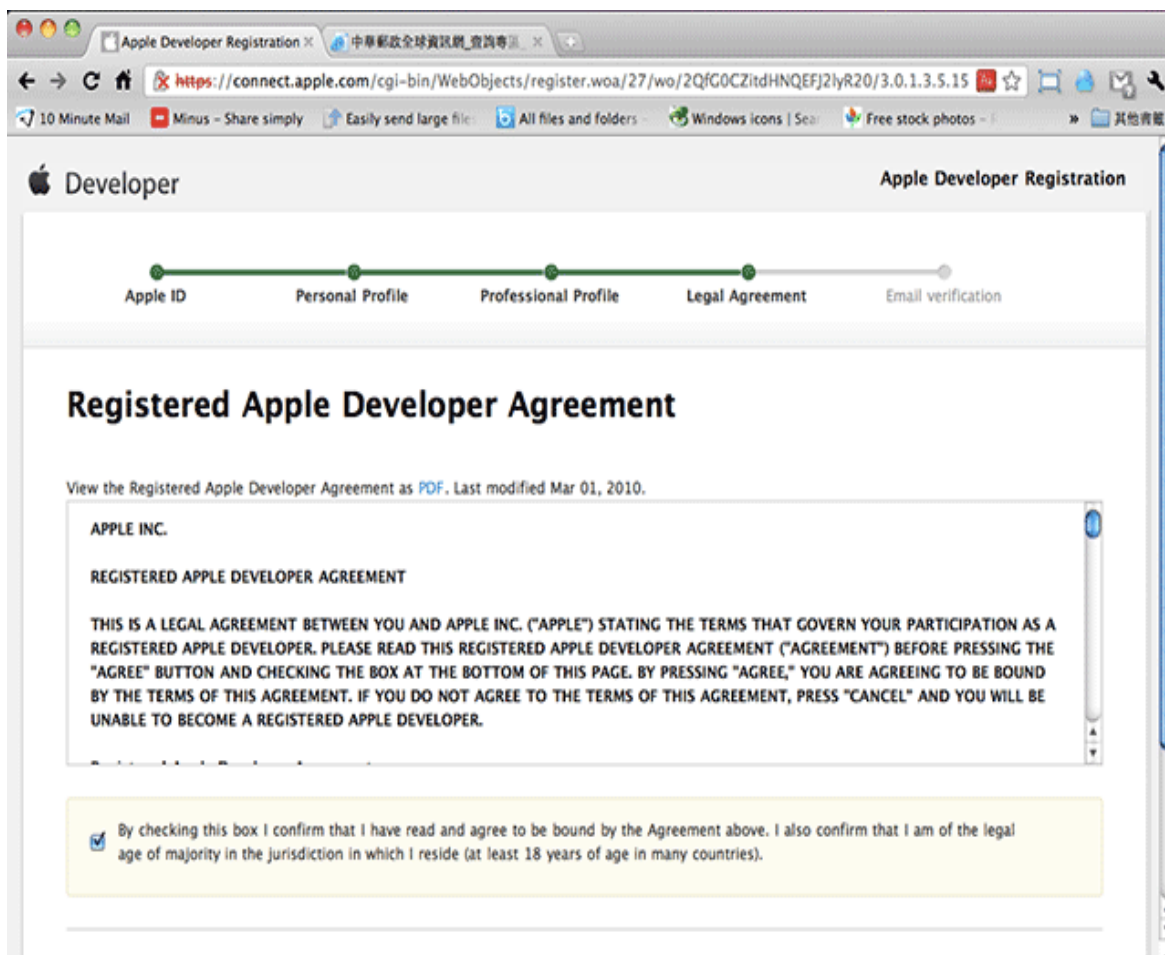 Apple Developer Registration
中華郵政全球資訊網_查詢專區_
https://connect.apple.com/cgi-bin/WebObjects/register.woa/27/wo/2QfG0CZitdHNQEFJ2lyR20/3.0.1.3.5.15
10 Minute Mail Minus - Share simply Easily send large file All files and folders - Windows icons | Sear Free stock photos - F » 其他書籤
Developer
Apple Developer Registration
Apple ID Personal Profile Professional Profile Legal Agreement Email verification
Registered Apple Developer Agreement
View the Registered Apple Developer Agreement as PDF. Last modified Mar 01, 2010.
APPLE INC.
REGISTERED APPLE DEVELOPER AGREEMENT
THIS IS A LEGAL AGREEMENT BETWEEN YOU AND APPLE INC. ("APPLE") STATING THE TERMS THAT GOVERN YOUR PARTICIPATION AS A
REGISTERED APPLE DEVELOPER. PLEASE READ THIS REGISTERED APPLE DEVELOPER AGREEMENT ("AGREEMENT") BEFORE PRESSING THE
"AGREE" BUTTON AND CHECKING THE BOX AT THE BOTTOM OF THIS PAGE. BY PRESSING "AGREE," YOU ARE AGREEING TO BE BOUND
BY THE TERMS OF THIS AGREEMENT. IF YOU DO NOT AGREE TO THE TERMS OF THIS AGREEMENT, PRESS "CANCEL" AND YOU WILL BE
UNABLE TO BECOME A REGISTERED APPLE DEVELOPER.
By checking this box I confirm that I have read and agree to be bound by the Agreement above. I also confirm that I am of the legal
age of majority in the jurisdiction in which I reside (at least 18 years of age in many countries).